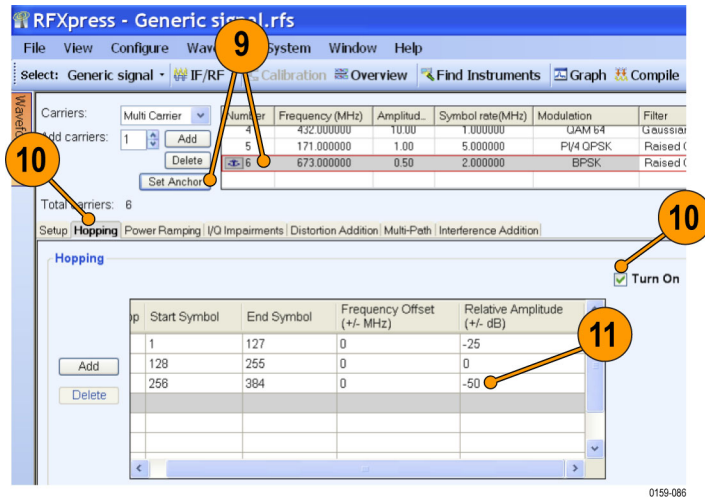 RFXpress - Generic signal.rfs
File View Configure System Window Help
9
Select: Generic signal IF/RF Calibration Overview Find Instruments Graph Compile
Carriers: Multi Carrier
Number Frequency (MHz) Amplitud... Symbol rate(MHz) Modulation Filter
Add carriers: 1 Add
4 432.000000 10.00 1.000000 QAM 64 Gaussian
5 171.000000 1.00 5.000000 PI/4 QPSK Raised
Delete
6 673.000000 0.50 2.000000 BPSK Raised
10
Set Anchor
Total carriers: 6
10
Setup Hopping Power Ramping I/Q Impairments Distortion Addition Multi-Path Interference Addition
Hopping
Turn On
Start Symbol End Symbol Frequency Offset (+/- MHz) Relative Amplitude (+/- dB)
11
1 127 0 -25
Add
128 255 0 0
256 384 0 -50
Delete
0159-086